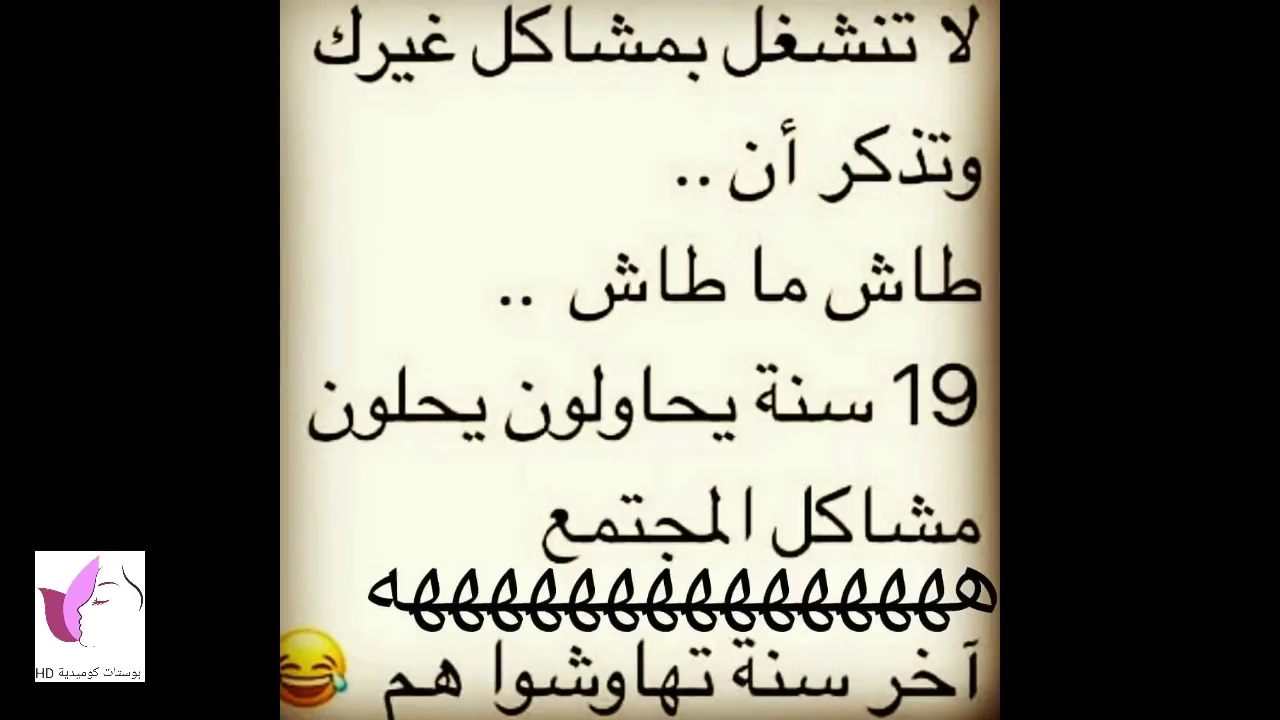 لا تنشغل بمشاكل غيرك
وتذكر أن ..
طاش ما طاش ..
19 سنة يحاولون يحلون
مشاكل المجتمع
هههههههههههههههه
آخر سنة تهاوشوا هم 😂
بوستات كوميدية HD